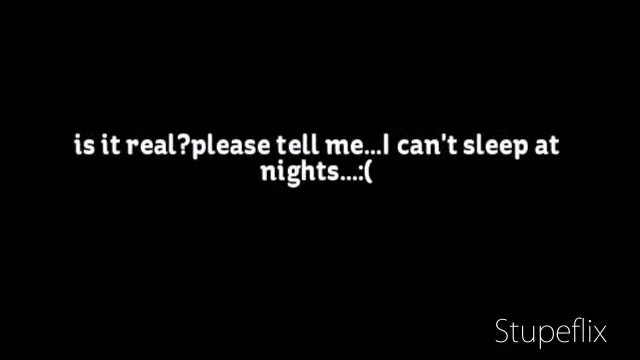 is it real?please tell me...I can't sleep at
nights...:(
Stupeflix